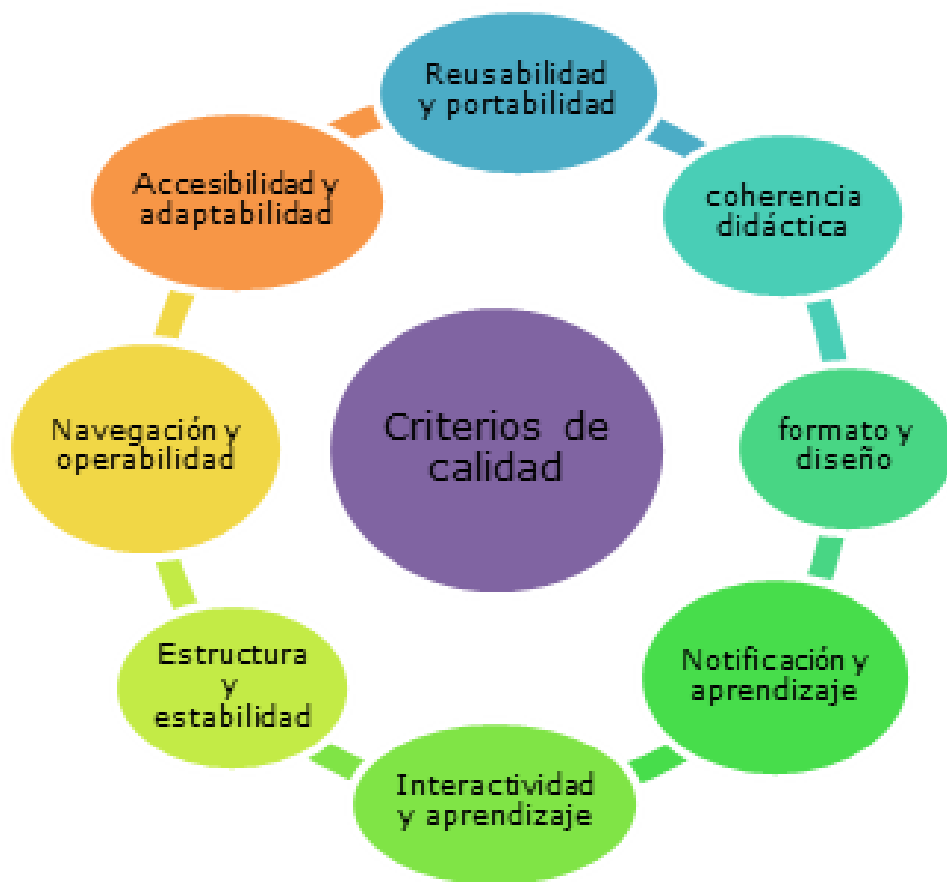 Reusabilidad
y portabilidad
coherencia
didáctica
formato y
diseño
Notificación y
aprendizaje
Interactividad
y aprendizaje
Estructura
y
estabilidad
Navegación y
operabilidad
Accesibilidad y
adaptabilidad
Criterios de
calidad